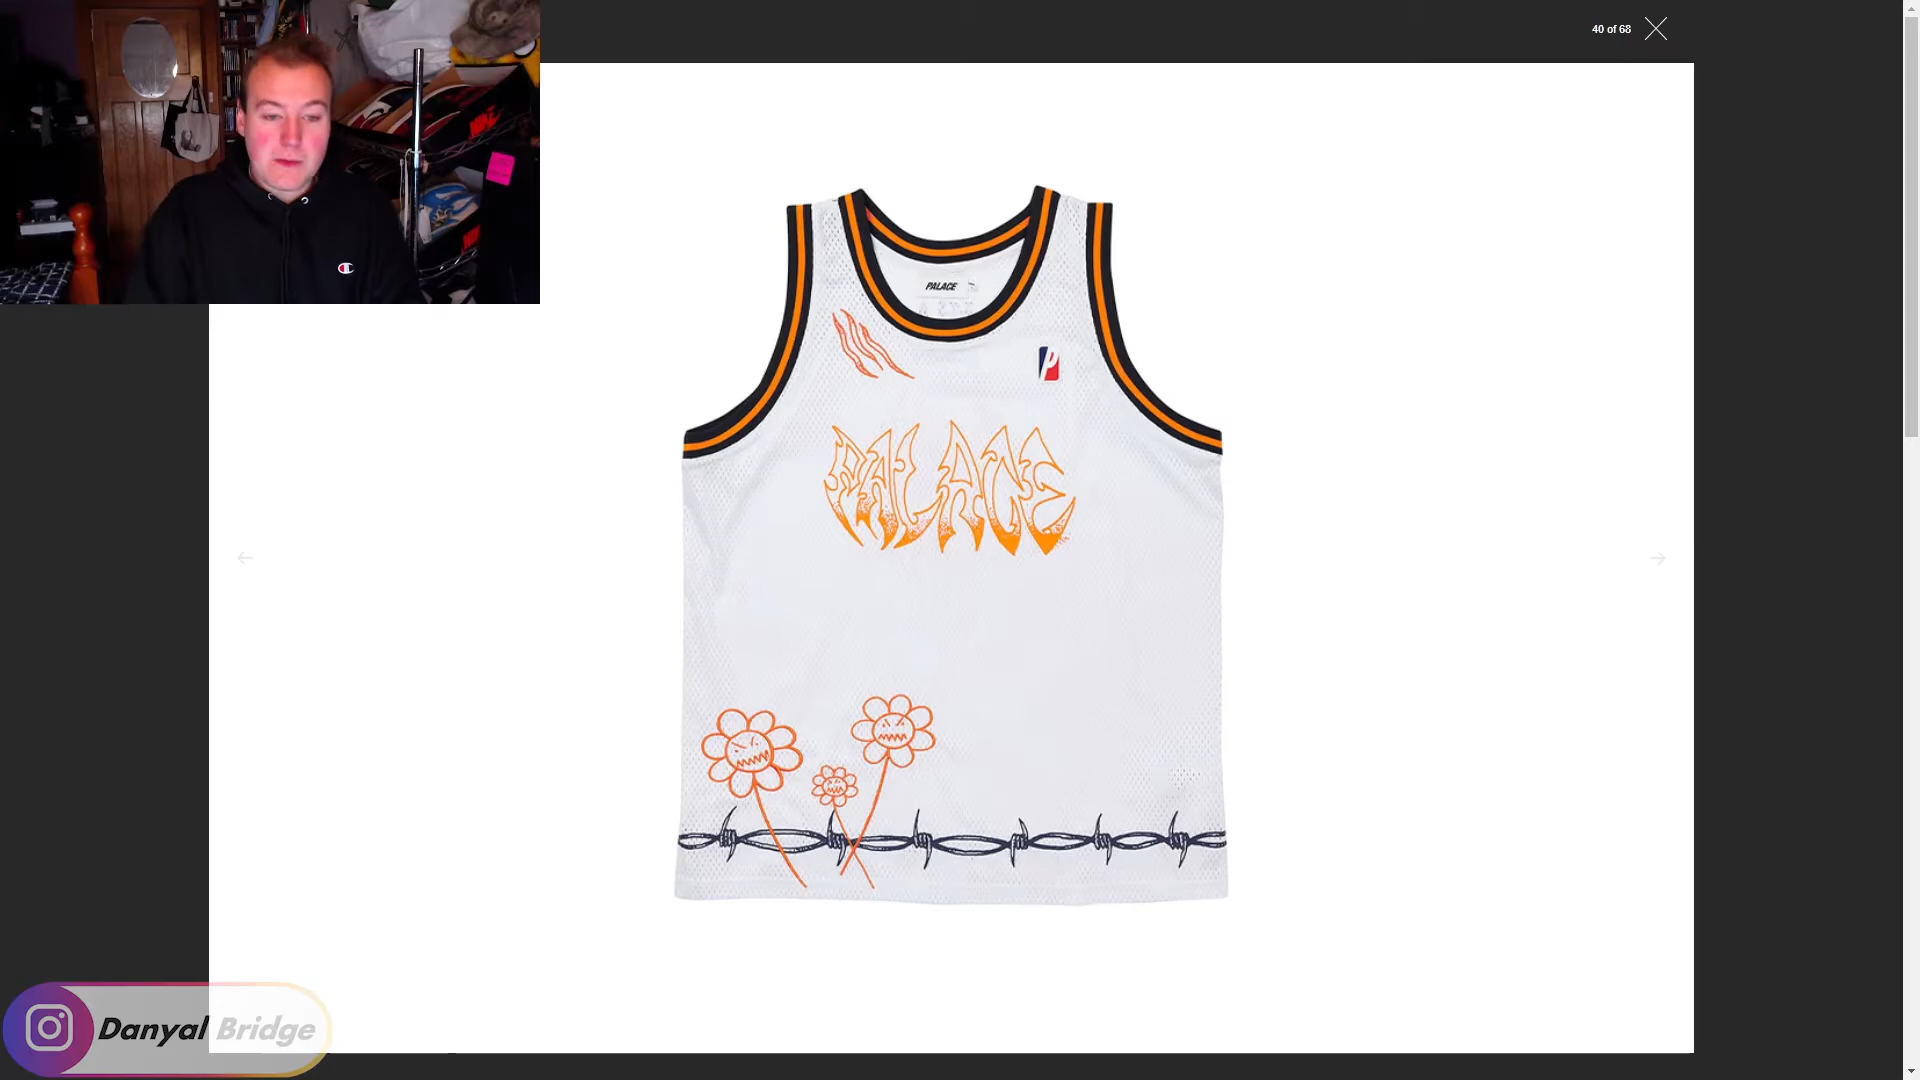 40 of 68
PALACE
P
PALACE
Danyal Bridge